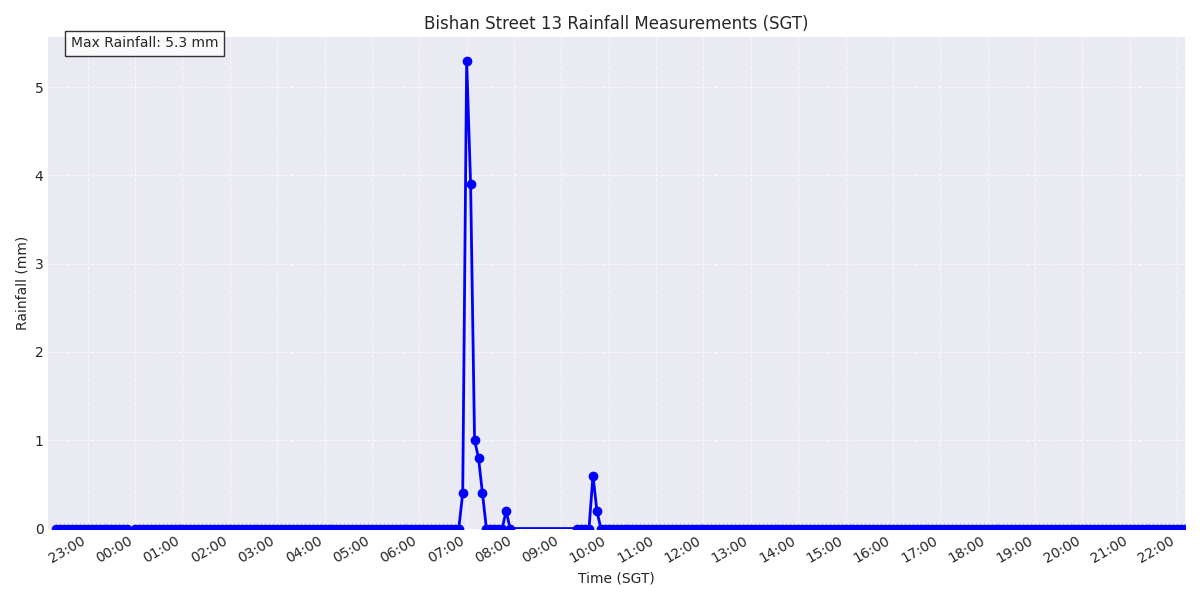 Bishan Street 13 Rainfall Measurements (SGT)
Max Rainfall: 5.3 mm
Rainfall (mm)
5
4
3
2
1
0
23:00 00:00 01:00 02:00 03:00 04:00 05:00 06:00 07:00 08:00 09:00 10:00 11:00 12:00 13:00 14:00 15:00 16:00 17:00 18:00 19:00 20:00 21:00 22:00
Time (SGT)